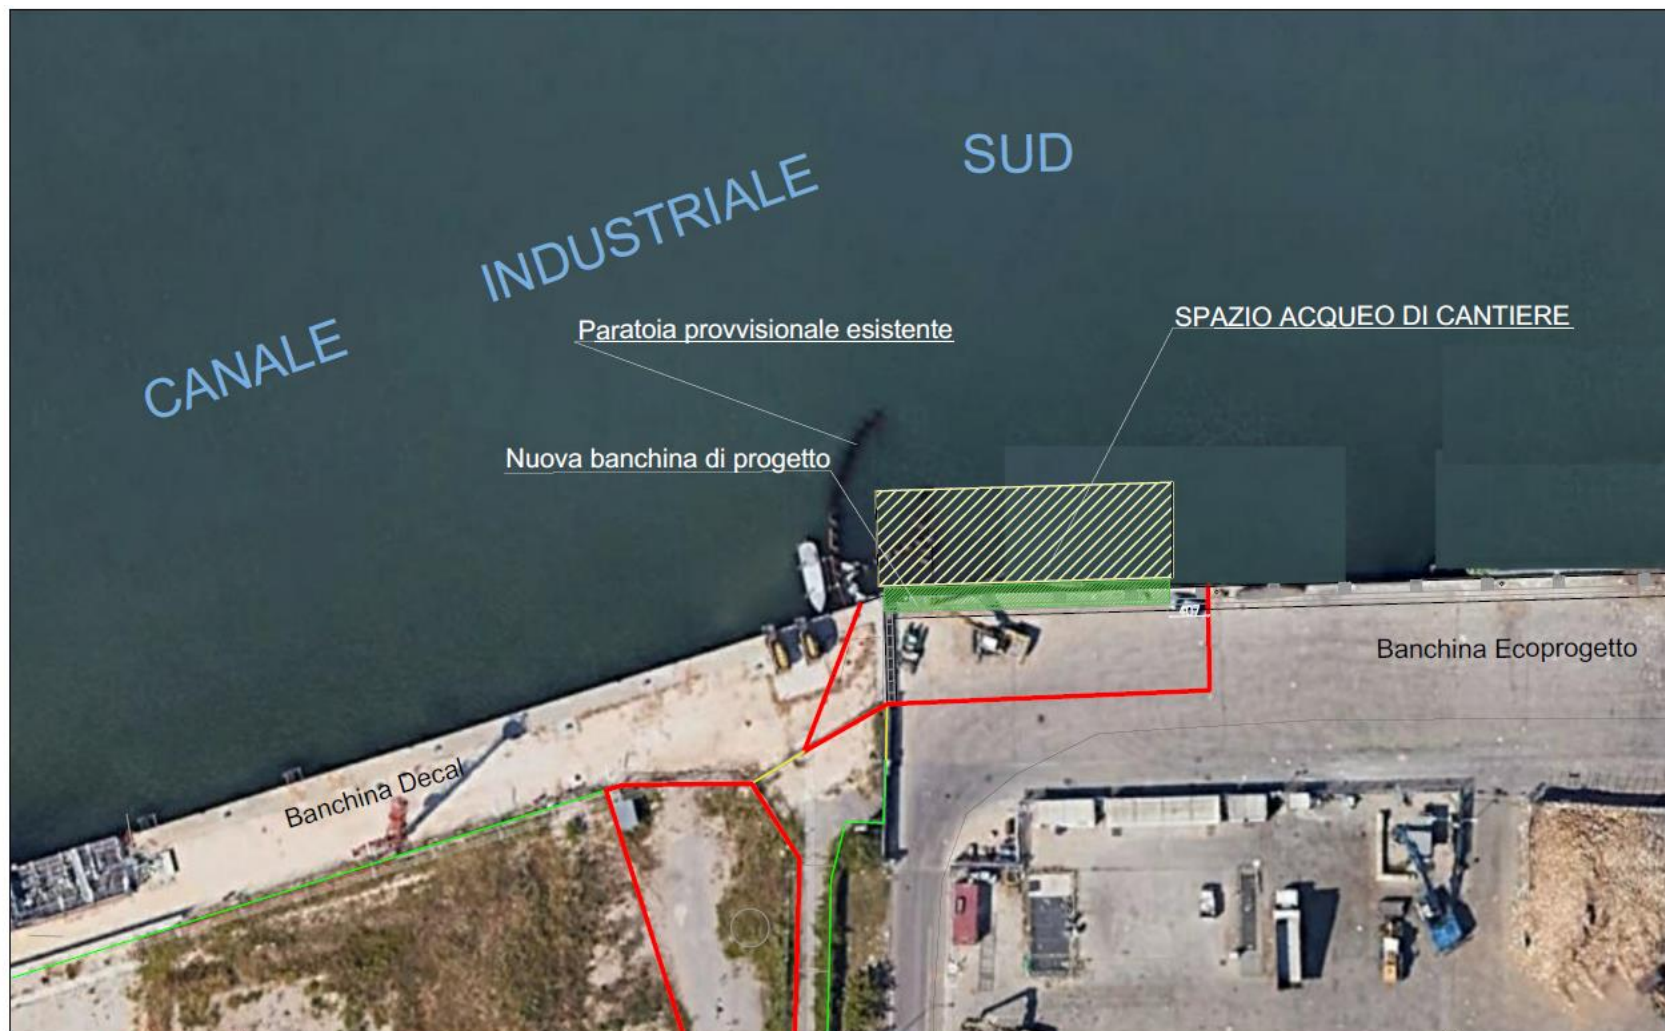 CANALE INDUSTRIALE SUD
Paratoia provvisionale esistente
SPAZIO ACQUEO DI CANTIERE
Nuova banchina di progetto
Banchina Ecoprogetto
Banchina Decal